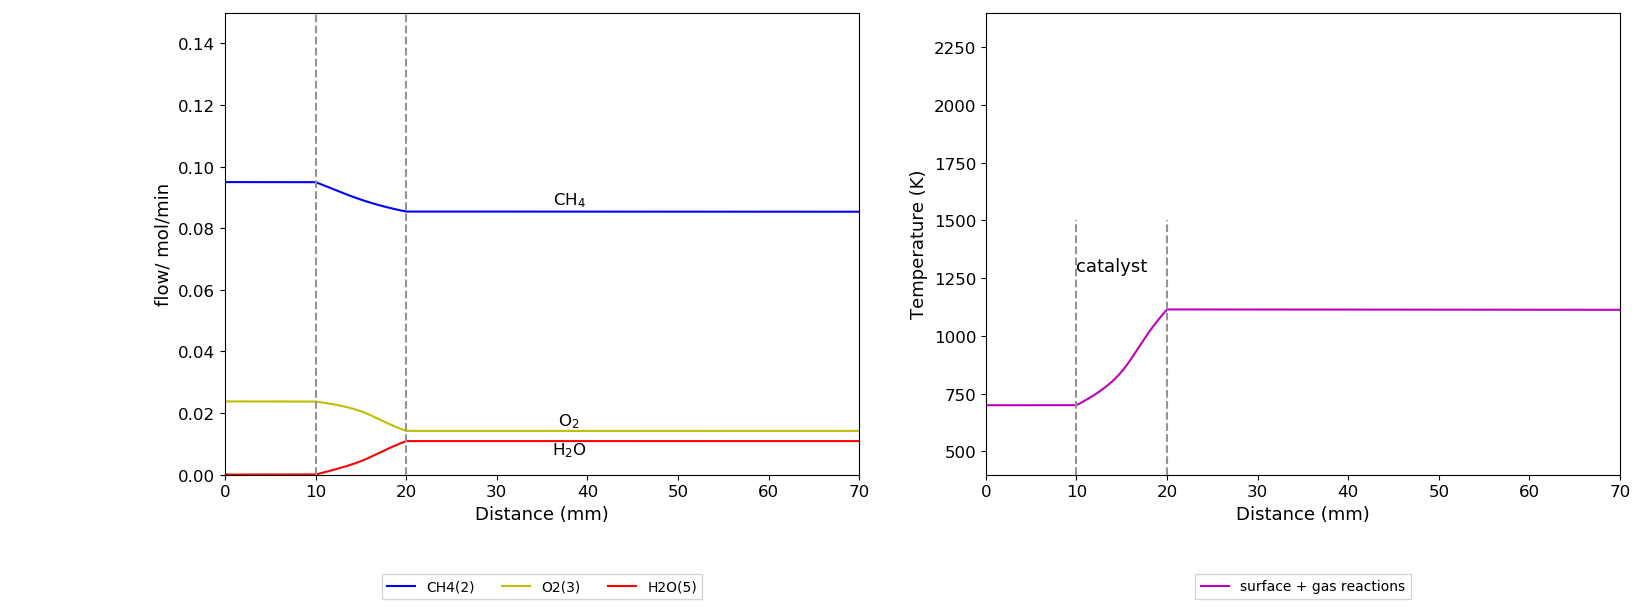 0.14
0.12
0.10
0.08
0.06
0.04
0.02
0.00
flow/ mol/min
CH₄
O₂
H₂O
0 10 20 30 40 50 60 70
Distance (mm)
CH4(2) O2(3) H2O(5)
2250
2000
1750
1500
1250
1000
750
500
Temperature (K)
catalyst
0 10 20 30 40 50 60 70
Distance (mm)
surface + gas reactions